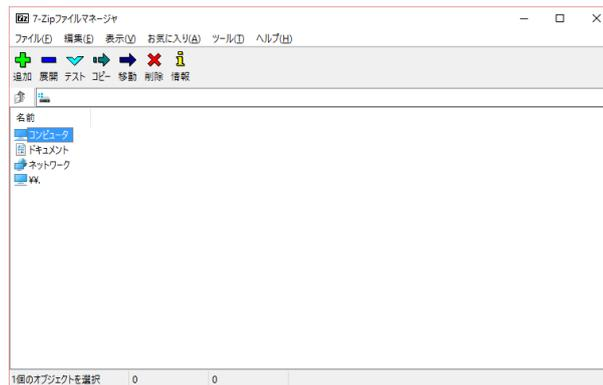 7z 7-Zipファイルマネージャ
ファイル(F) 編集(E) 表示(V) お気に入り(A) ツール(T) ヘルプ(H)
追加 展開 テスト コピー 移動 削除 情報
名前
コンピュータ
ドキュメント
ネットワーク
¥¥.
1個のオブジェクトを選択 0 0